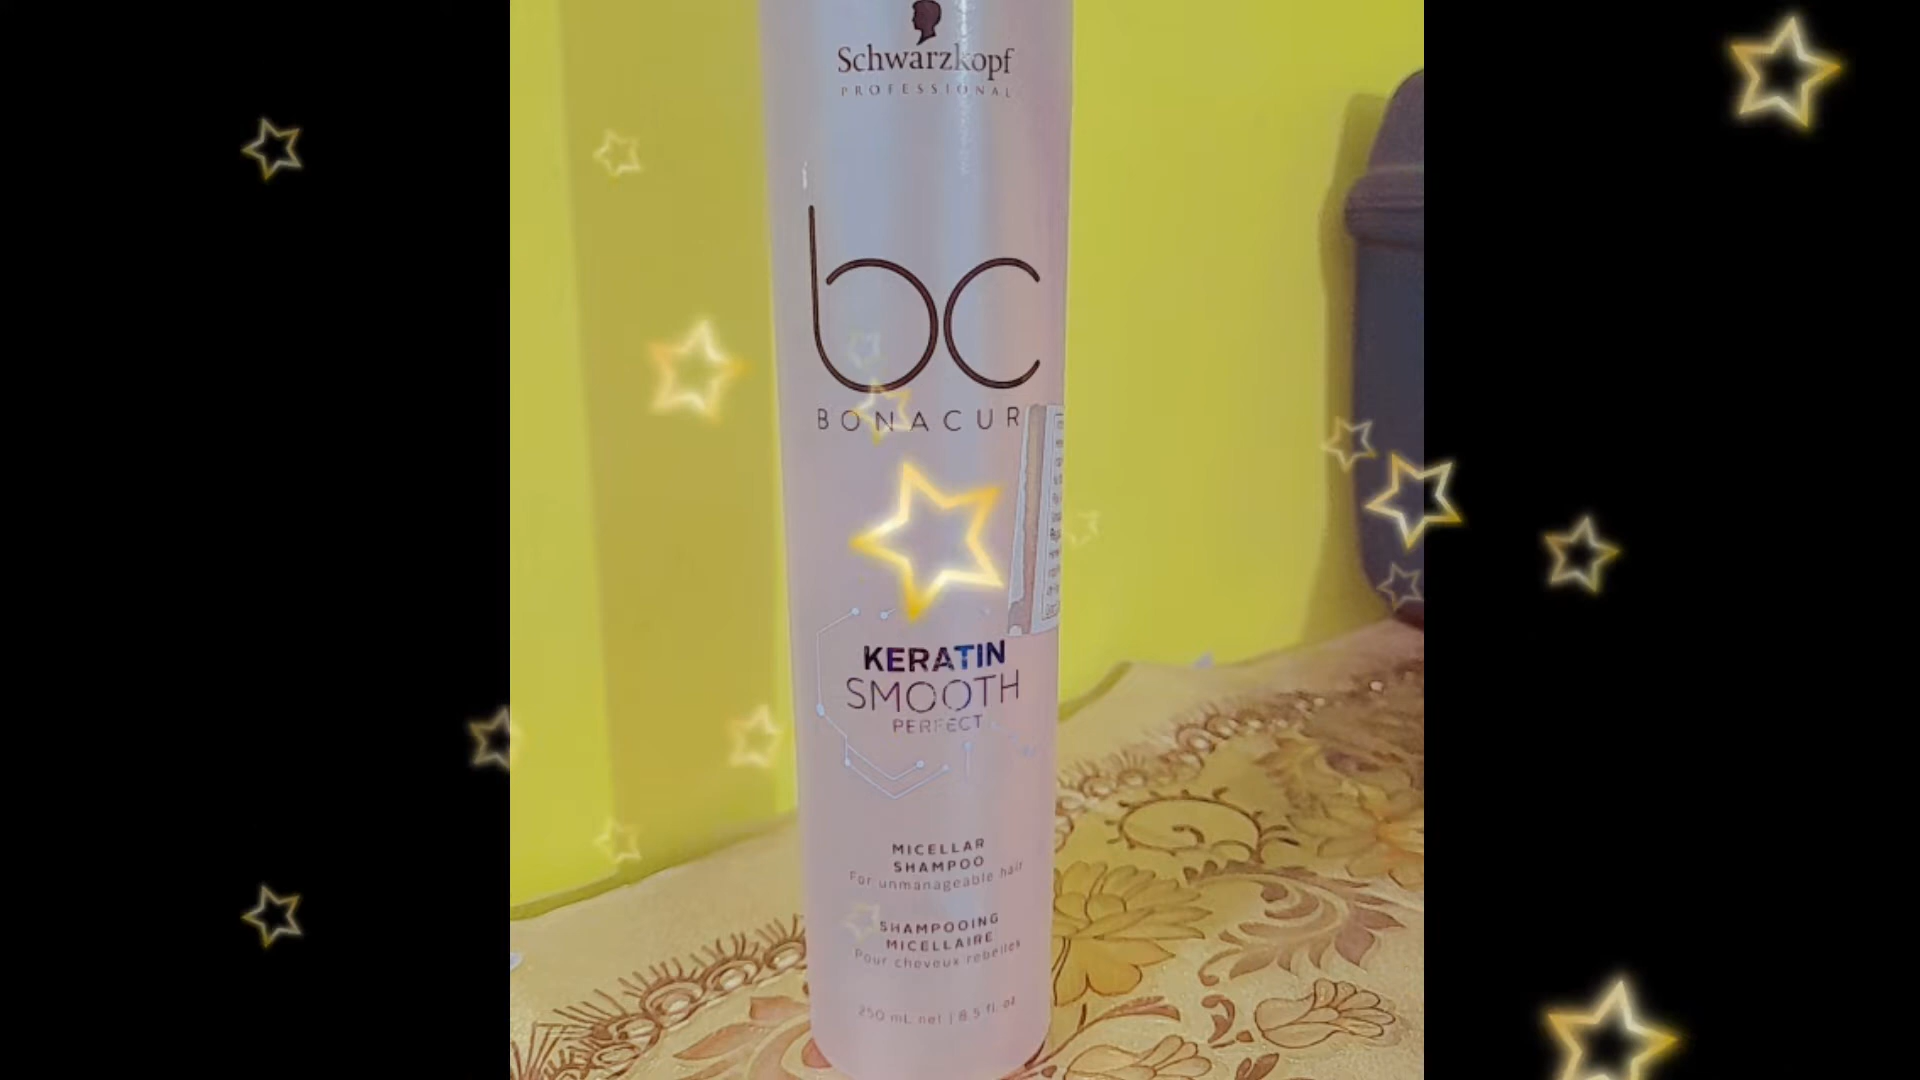 Schwarzkopf
PROFESSIONAL
bc
BONACUR
KERATIN
SMOOTH
PERFECT
MICELLAR
SHAMPOO
For unmanageable hair
SHAMPOOING
MICELLAIRE
Pour cheveux rebelles
250 mL net | 8.5 fl. oz